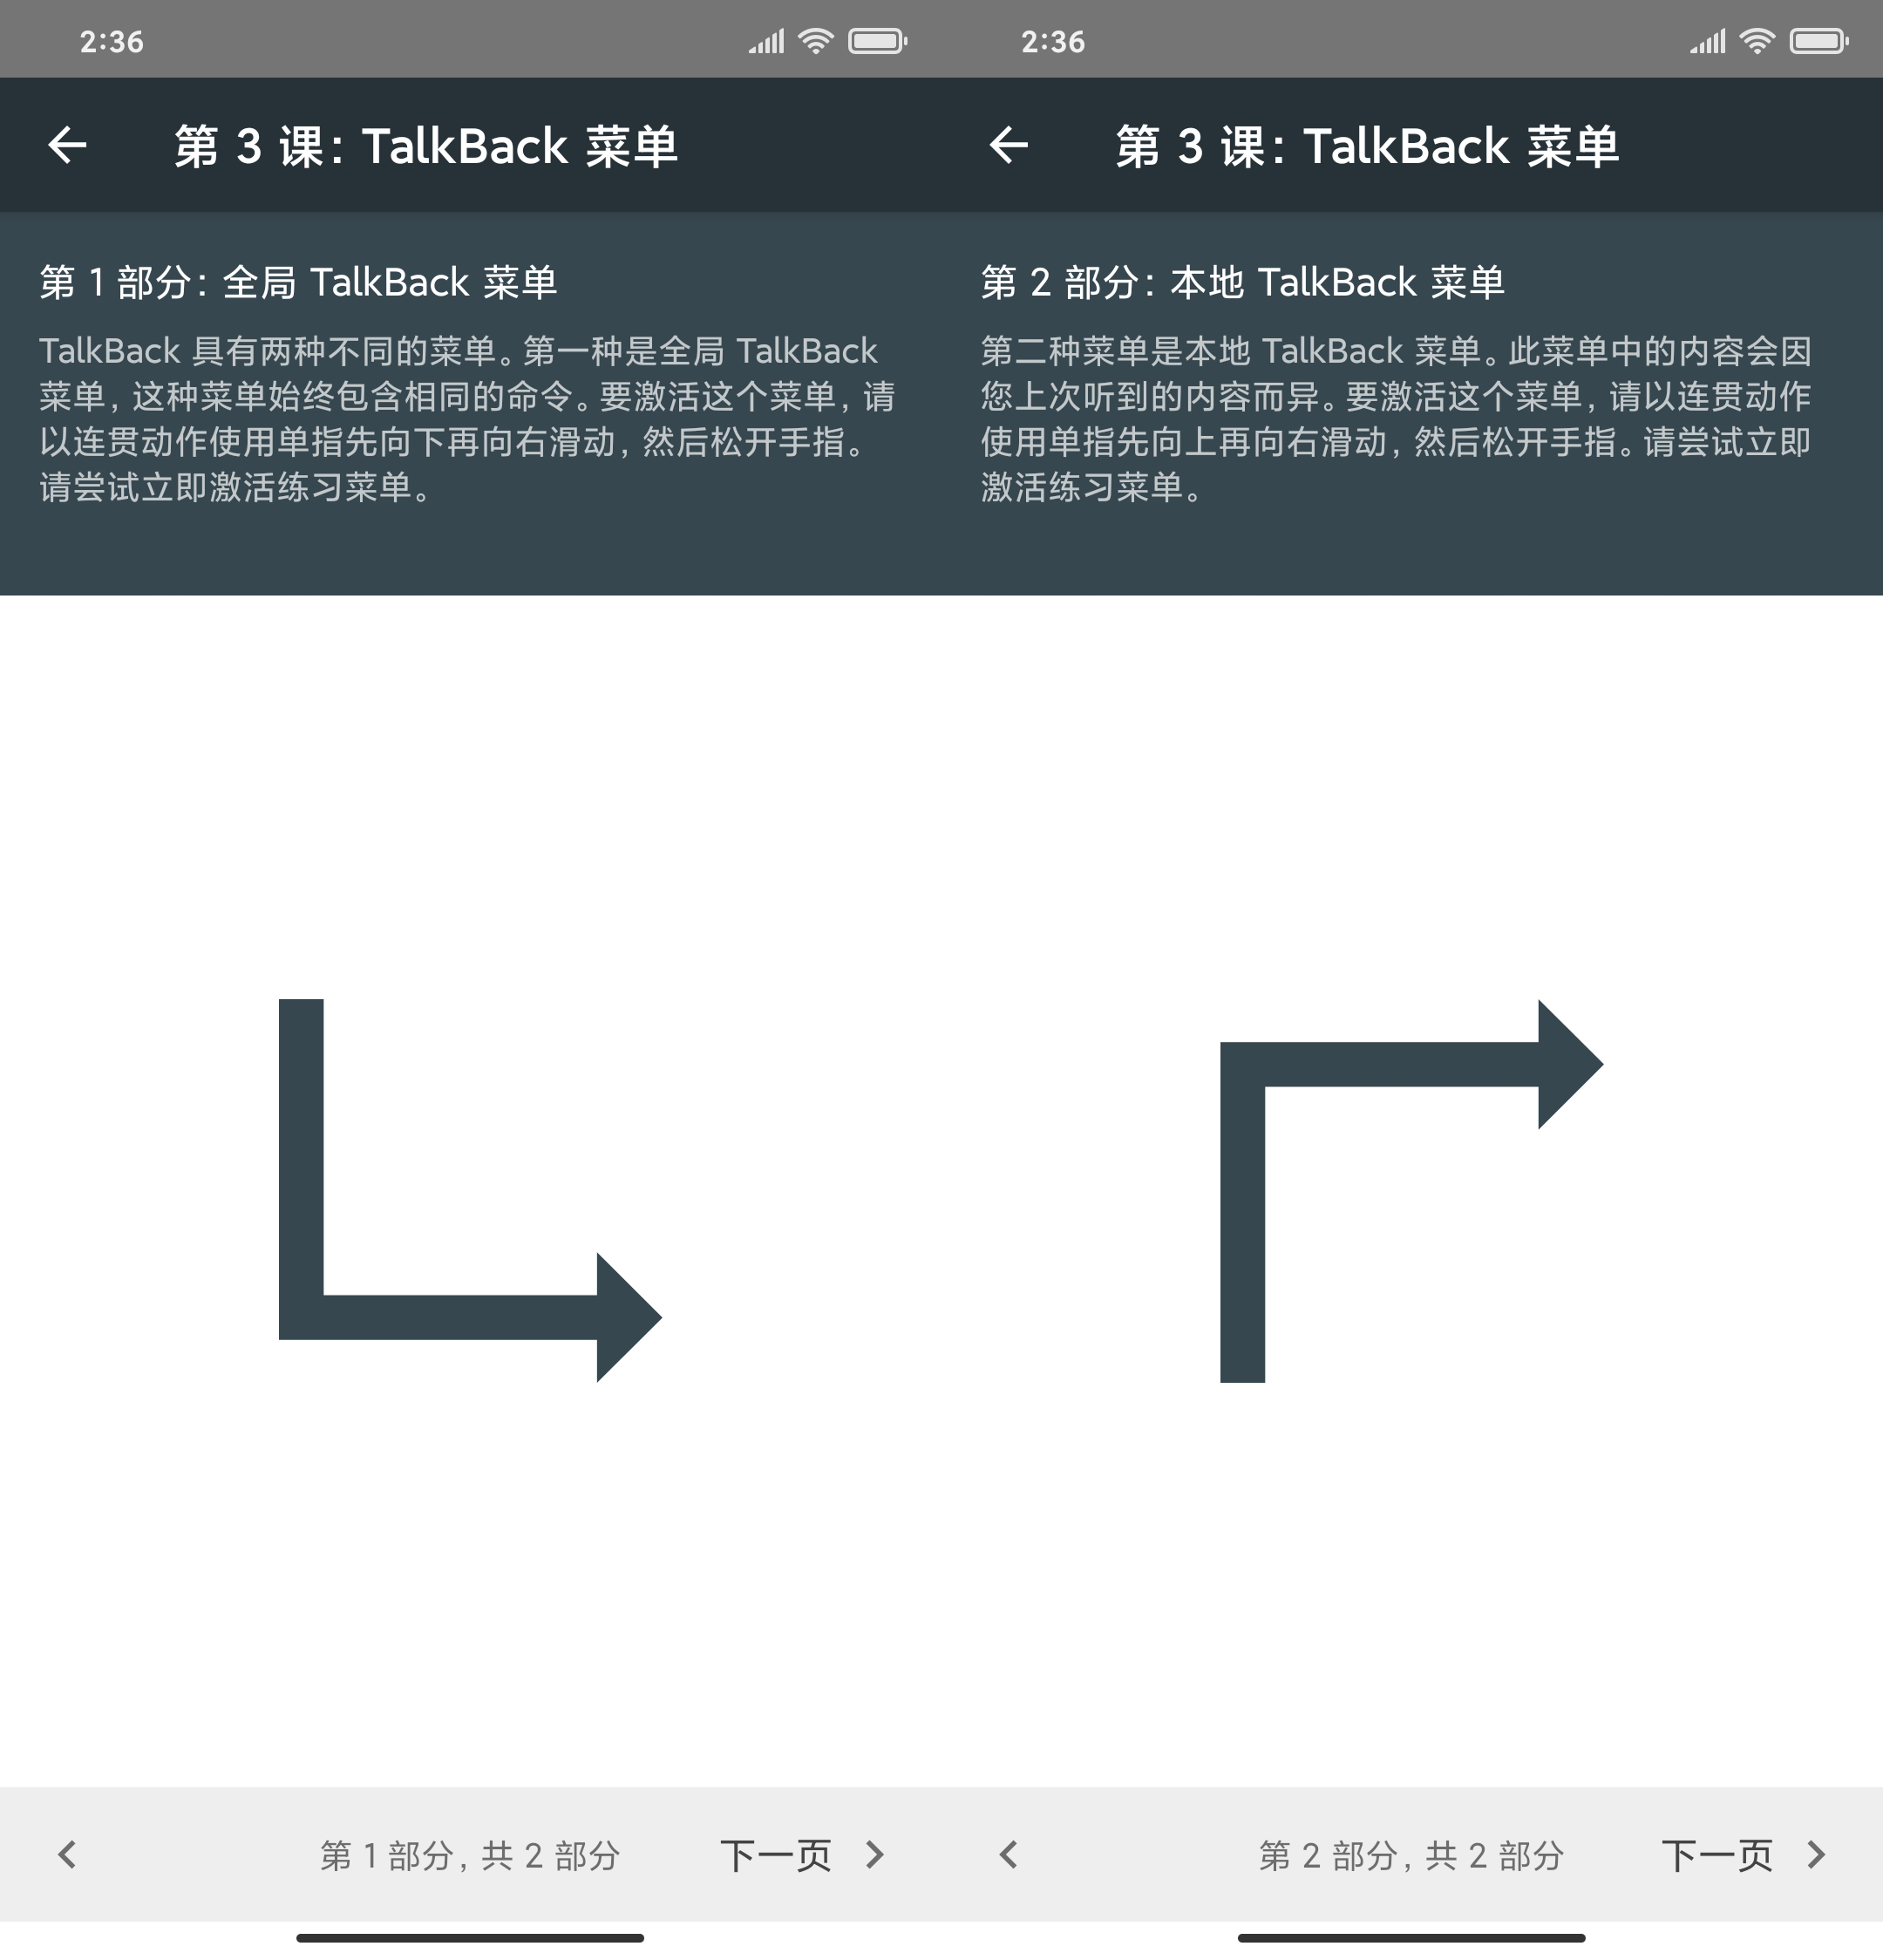 2:36
第 3 课：TalkBack 菜单
第 1 部分：全局 TalkBack 菜单
TalkBack 具有两种不同的菜单。第一种是全局 TalkBack
菜单，这种菜单始终包含相同的命令。要激活这个菜单，请
以连贯动作使用单指先向下再向右滑动，然后松开手指。
请尝试立即激活练习菜单。
第 1 部分，共 2 部分
下一页
2:36
第 3 课：TalkBack 菜单
第 2 部分：本地 TalkBack 菜单
第二种菜单是本地 TalkBack 菜单。此菜单中的内容会因
您上次听到的内容而异。要激活这个菜单，请以连贯动作
使用单指先向上再向右滑动，然后松开手指。请尝试立即
激活练习菜单。
第 2 部分，共 2 部分
下一页